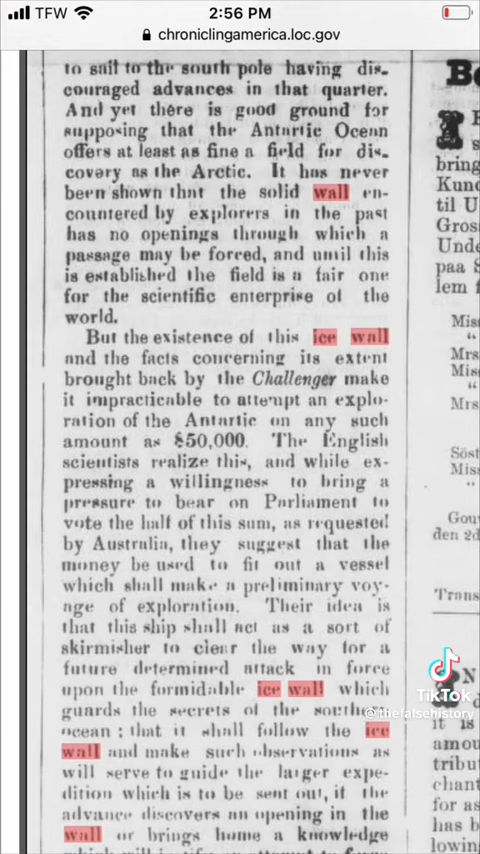 TFW 2:56 PM
chroniclingamerica.loc.gov
to sail to the south pole having dis-
couraged advances in that quarter.
And yet there is good ground for
supposing that the Antartic Ocean
offers at least as fine a field for dis-
covery as the Arctic. It has never
been shown that the solid wall en-
countered by explorers in the past
has no openings through which a
passage may be forced, and until this
is established the field is a fair one
for the scientific enterprise of the
world.
But the existence of this ice wall
and the facts concerning its extent
brought back by the Challenger make
it impracticable to attempt an explo-
ration of the Antartic on any such
amount as $50,000. The English
scientists realize this, and while ex-
pressing a willingness to bring a
pressure to bear on Parliament to
vote the half of this sum, as requested
by Australia, they suggest that the
money be used to fit out a vessel
which shall make a preliminary voy-
age of exploration. Their idea is
that this ship shall act as a sort of
skirmisher to clear the way for a
future determined attack in force
upon the formidable ice wall which
guards the secrets of the southern
ocean; that it shall follow the ice
wall and make such observations as
will serve to guide the larger expe-
dition which is to be sent out, if the
advance discovers an opening in the
wall or brings home a knowledge
Be
bring
Kund
til U
Gros
Unde
paa S
lem f
Miss
"
Mrs.
Miss
"
Mrs.
Söst
Miss
"
Gouv
den 2d
Trans
N
it is
amou
tribut
chant
for as
has b
lowing
TikTok
@thefalsehistory